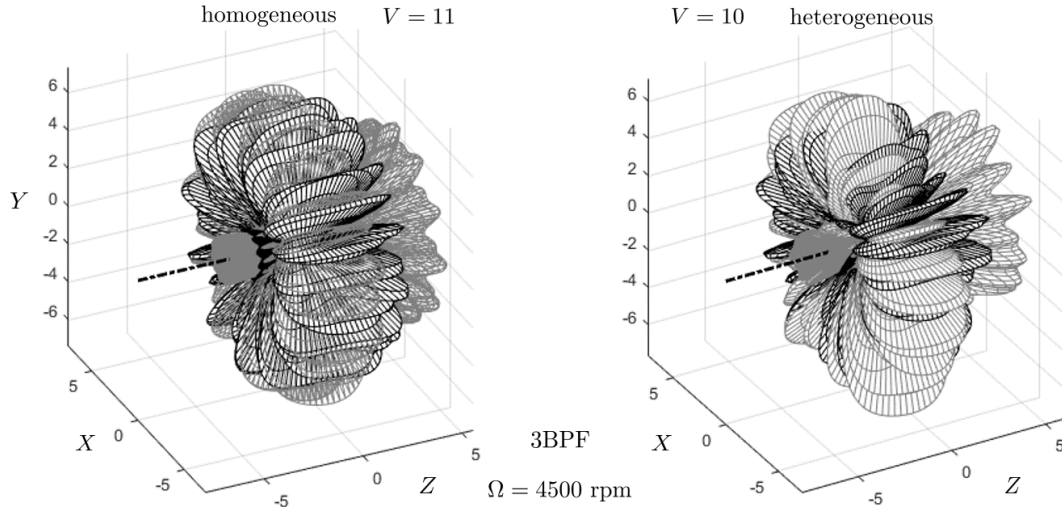 homogeneous V = 11
V = 10 heterogeneous
6
4
2
Y 0
-2
-4
-6
5
X 0
-5
-5
0
Z
5
6
4
2
0
-2
-4
-6
5
X 0
-5
-5
0
Z
5
3BPF
Ω = 4500 rpm